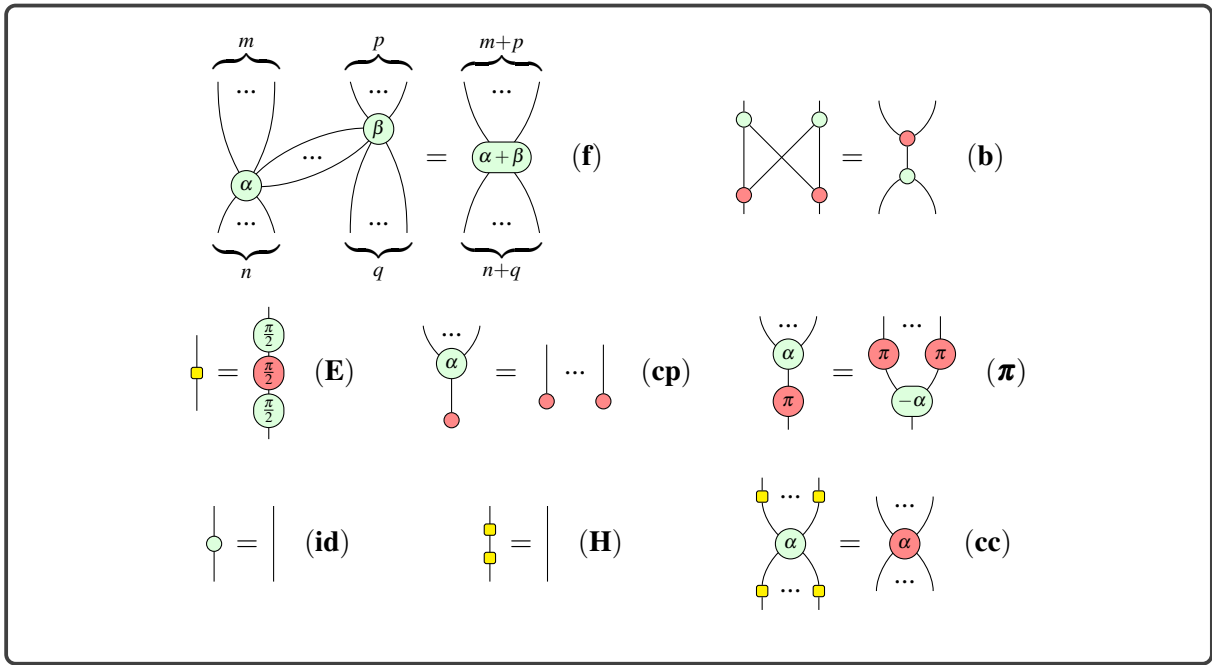 m p m+p
... ... ...
β
... = α + β (f) = (b)
α
... ... ...
n q n+q
π/2 ... ... ...
α α π π
= π/2 (E) = ... (cp) = (π)
π −α
π/2
... ...
= (id) = (H) α = α (cc)
... ...